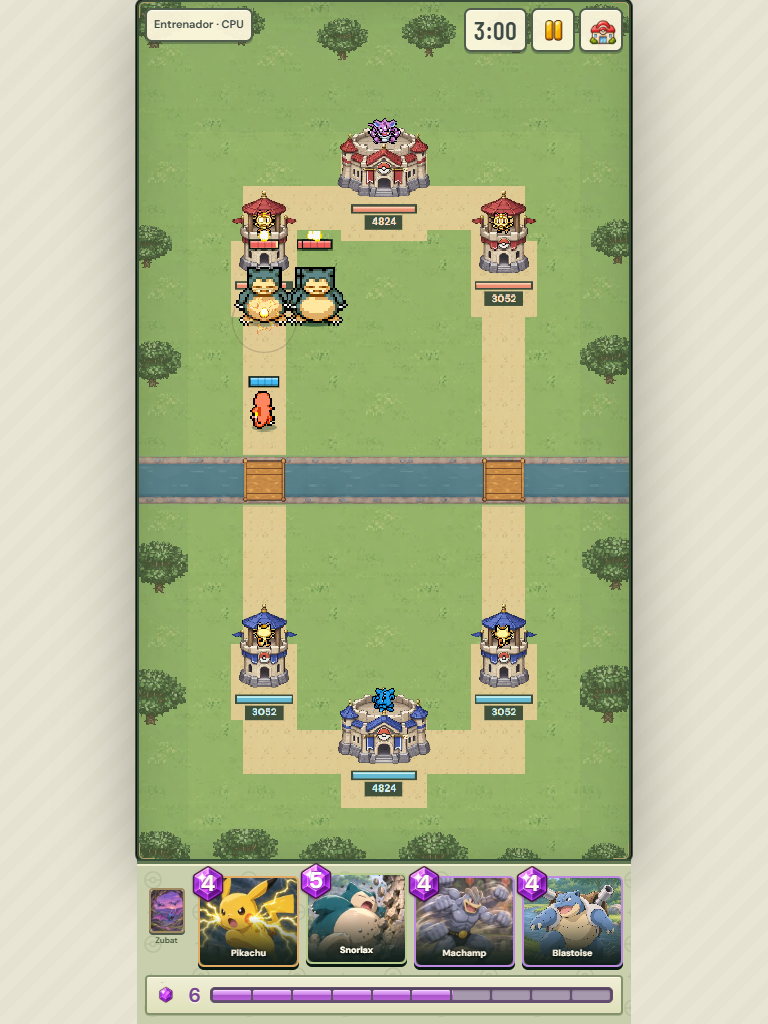 Entrenador · CPU
3:00
4824
3052
3052
3052
4824
4
5
4
4
Zubat
Pikachu
Snorlax
Machamp
Blastoise
6